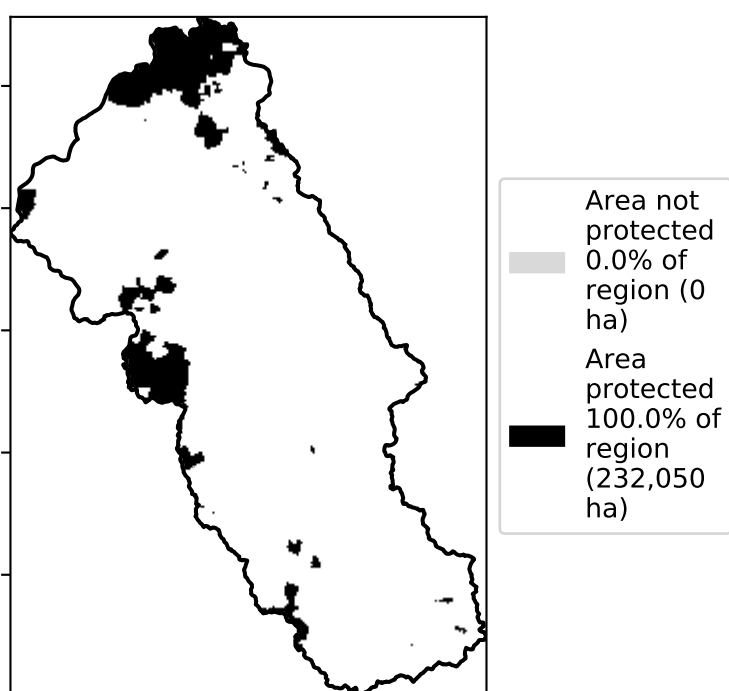 Area not
protected
0.0% of
region (0
ha)
Area
protected
100.0% of
region
(232,050
ha)